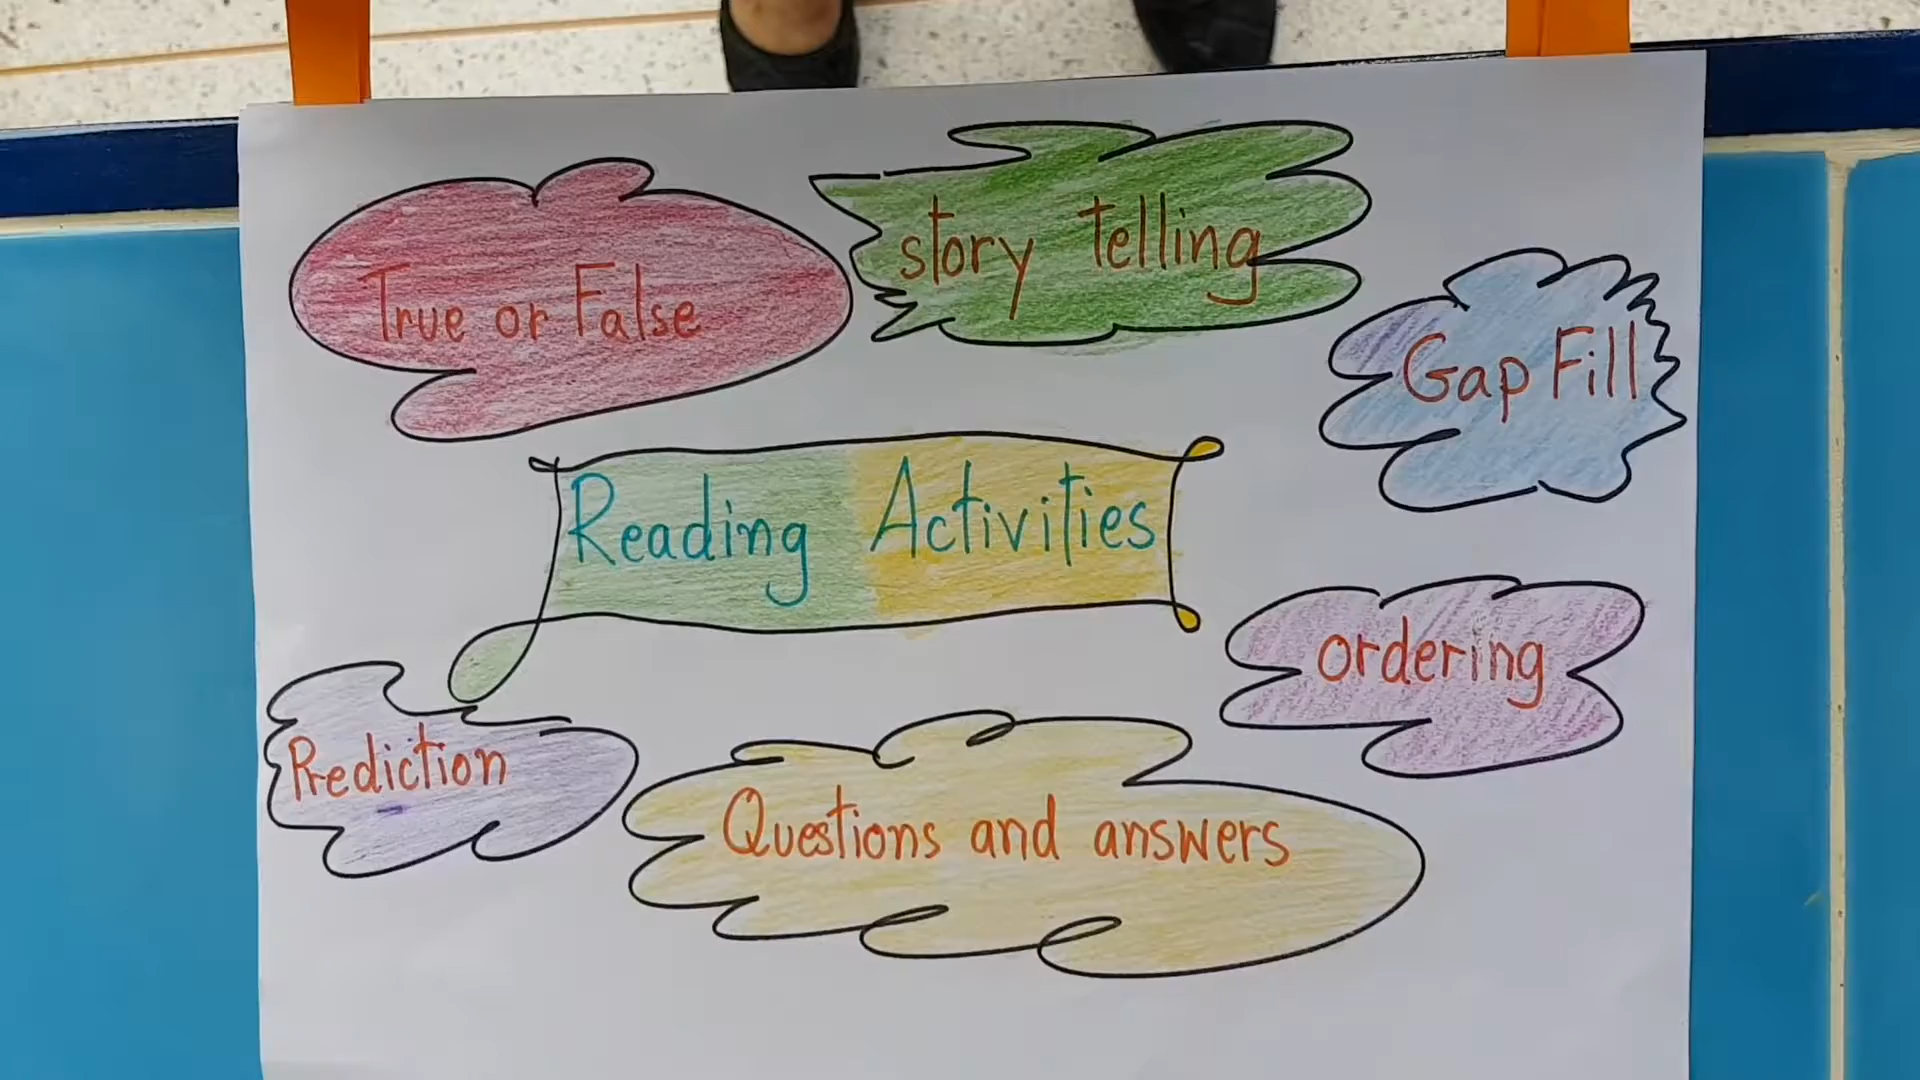 True or False
story telling
Gap Fill
Reading Activities
ordering
Prediction
Questions and answers